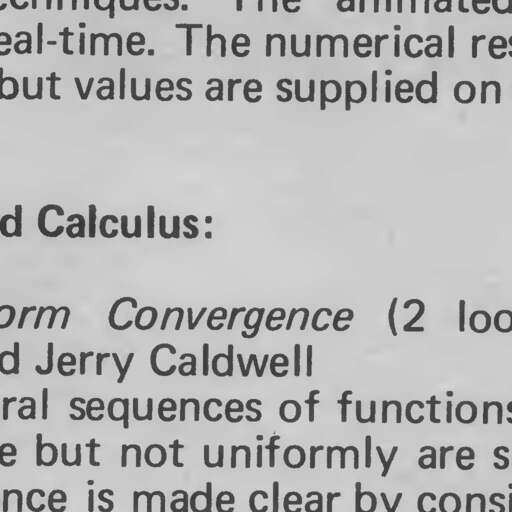 echniques. The animated
eal-time. The numerical res
but values are supplied on
d Calculus:
orm Convergence (2 loo
d Jerry Caldwell
ral sequences of functions
e but not uniformly are s
nce is made clear by consi